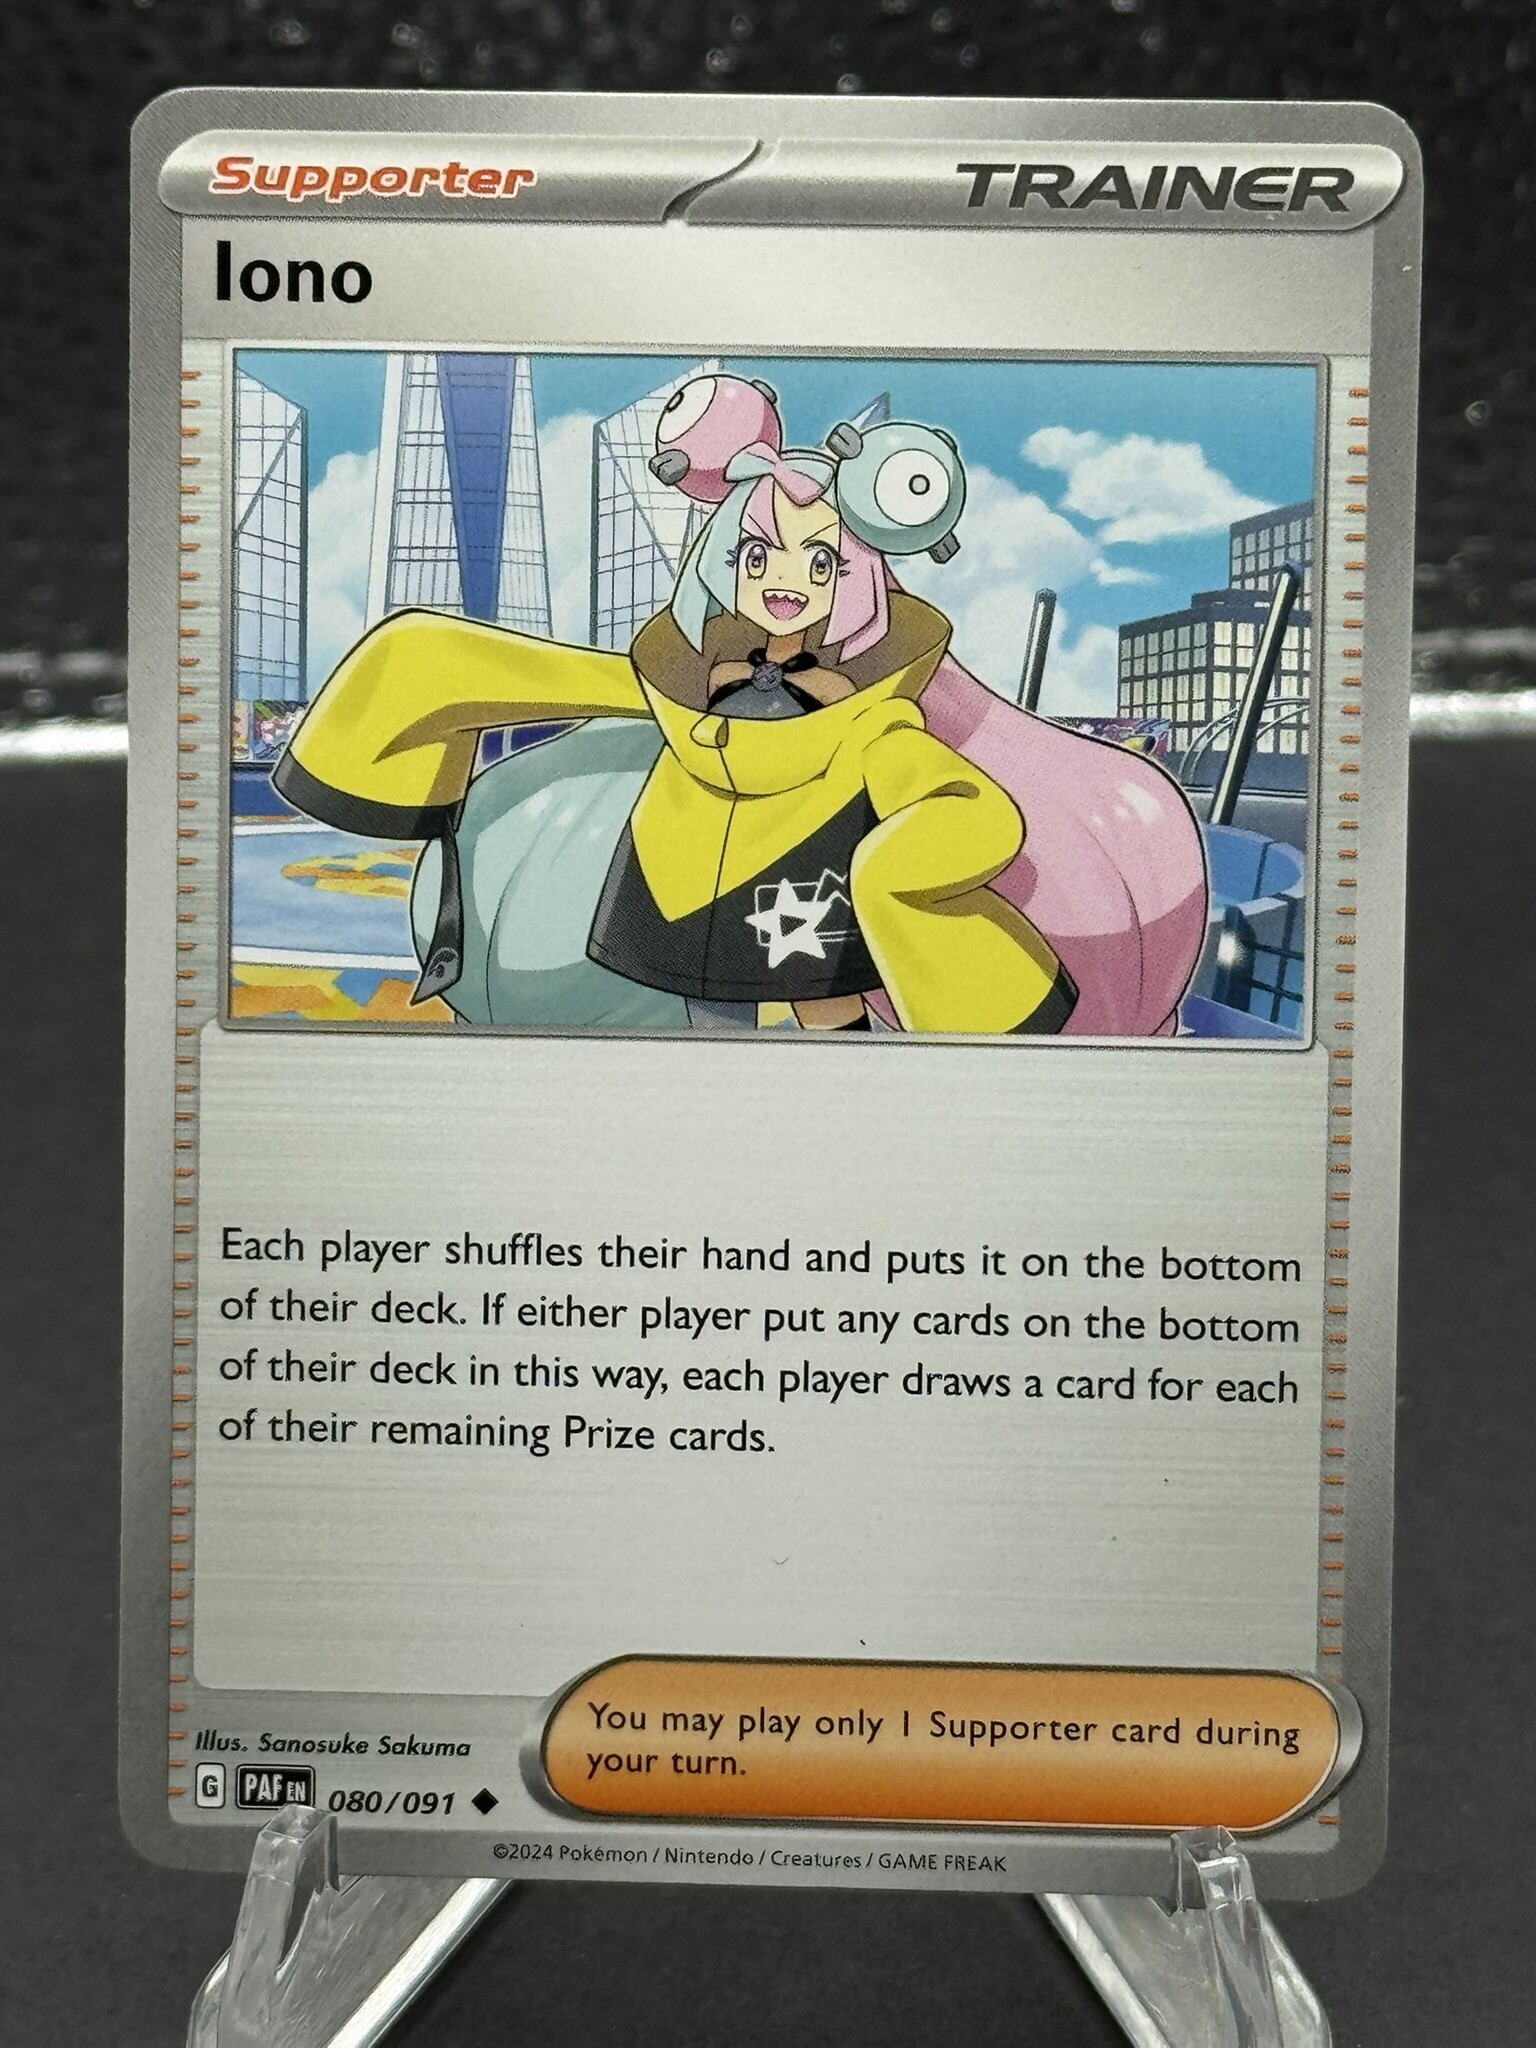 Supporter TRAINER
Iono
Each player shuffles their hand and puts it on the bottom
of their deck. If either player put any cards on the bottom
of their deck in this way, each player draws a card for each
of their remaining Prize cards.
You may play only 1 Supporter card during
your turn.
Illus. Sanosuke Sakuma
G PAF EN 080/091
©2024 Pokémon / Nintendo / Creatures / GAME FREAK